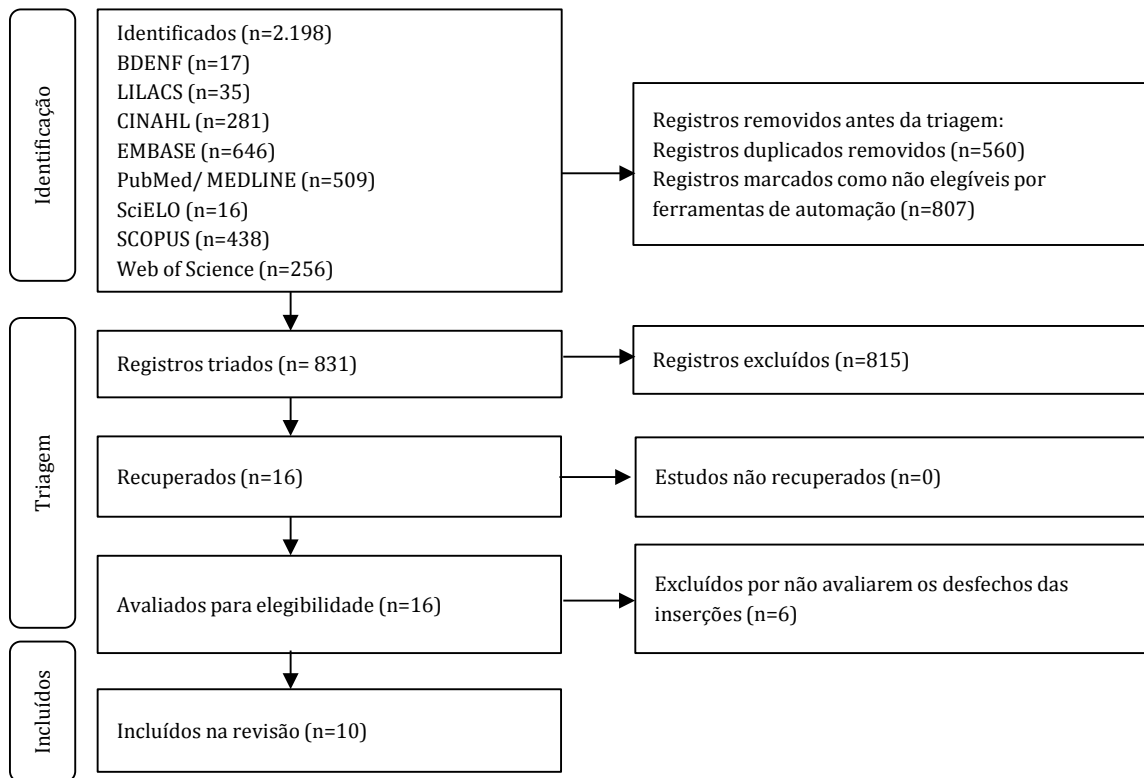 Identificação
Identificados (n=2.198)
BDENF (n=17)
LILACS (n=35)
CINAHL (n=281)
EMBASE (n=646)
PubMed/ MEDLINE (n=509)
SciELO (n=16)
SCOPUS (n=438)
Web of Science (n=256)
Registros removidos antes da triagem:
Registros duplicados removidos (n=560)
Registros marcados como não elegíveis por
ferramentas de automação (n=807)
Triagem
Registros triados (n= 831)
Registros excluídos (n=815)
Recuperados (n=16)
Estudos não recuperados (n=0)
Avaliados para elegibilidade (n=16)
Excluídos por não avaliarem os desfechos das
inserções (n=6)
Incluídos
Incluídos na revisão (n=10)